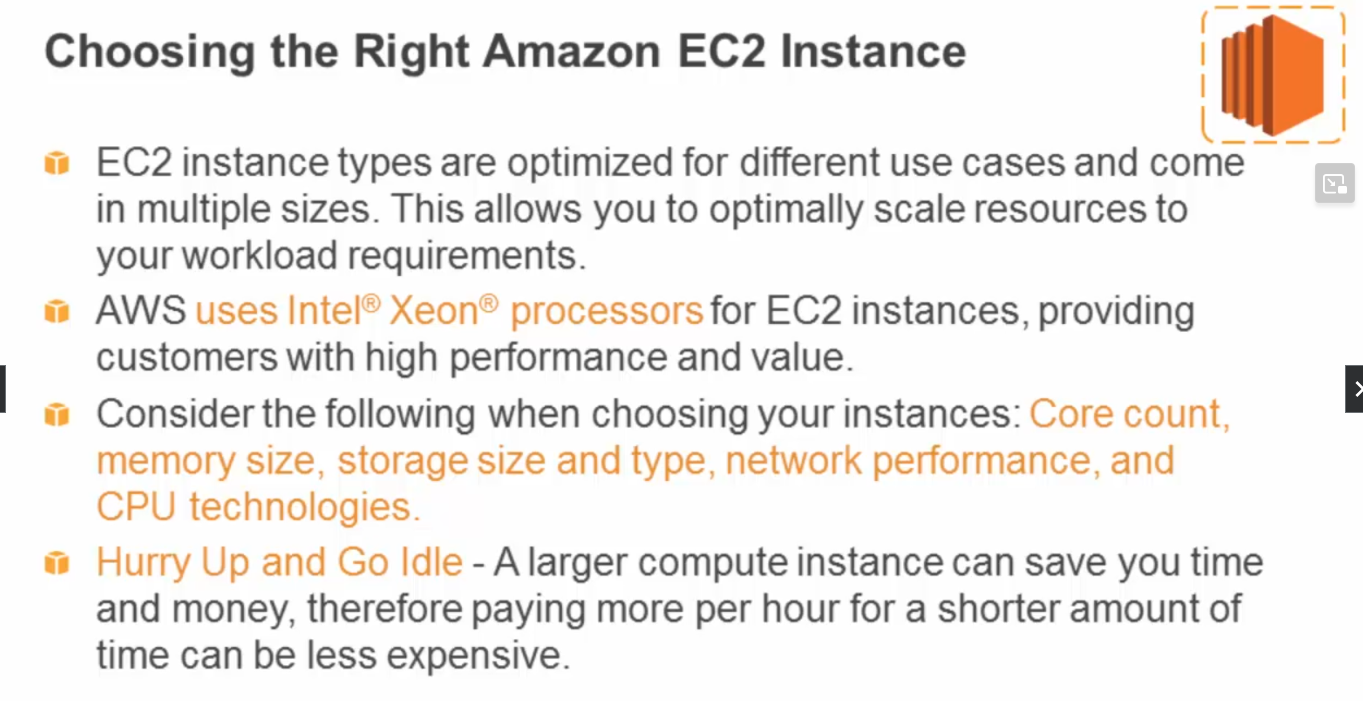 Choosing the Right Amazon EC2 Instance
EC2 instance types are optimized for different use cases and come
in multiple sizes. This allows you to optimally scale resources to
your workload requirements.
AWS uses Intel® Xeon® processors for EC2 instances, providing
customers with high performance and value.
Consider the following when choosing your instances: Core count,
memory size, storage size and type, network performance, and
CPU technologies.
Hurry Up and Go Idle - A larger compute instance can save you time
and money, therefore paying more per hour for a shorter amount of
time can be less expensive.